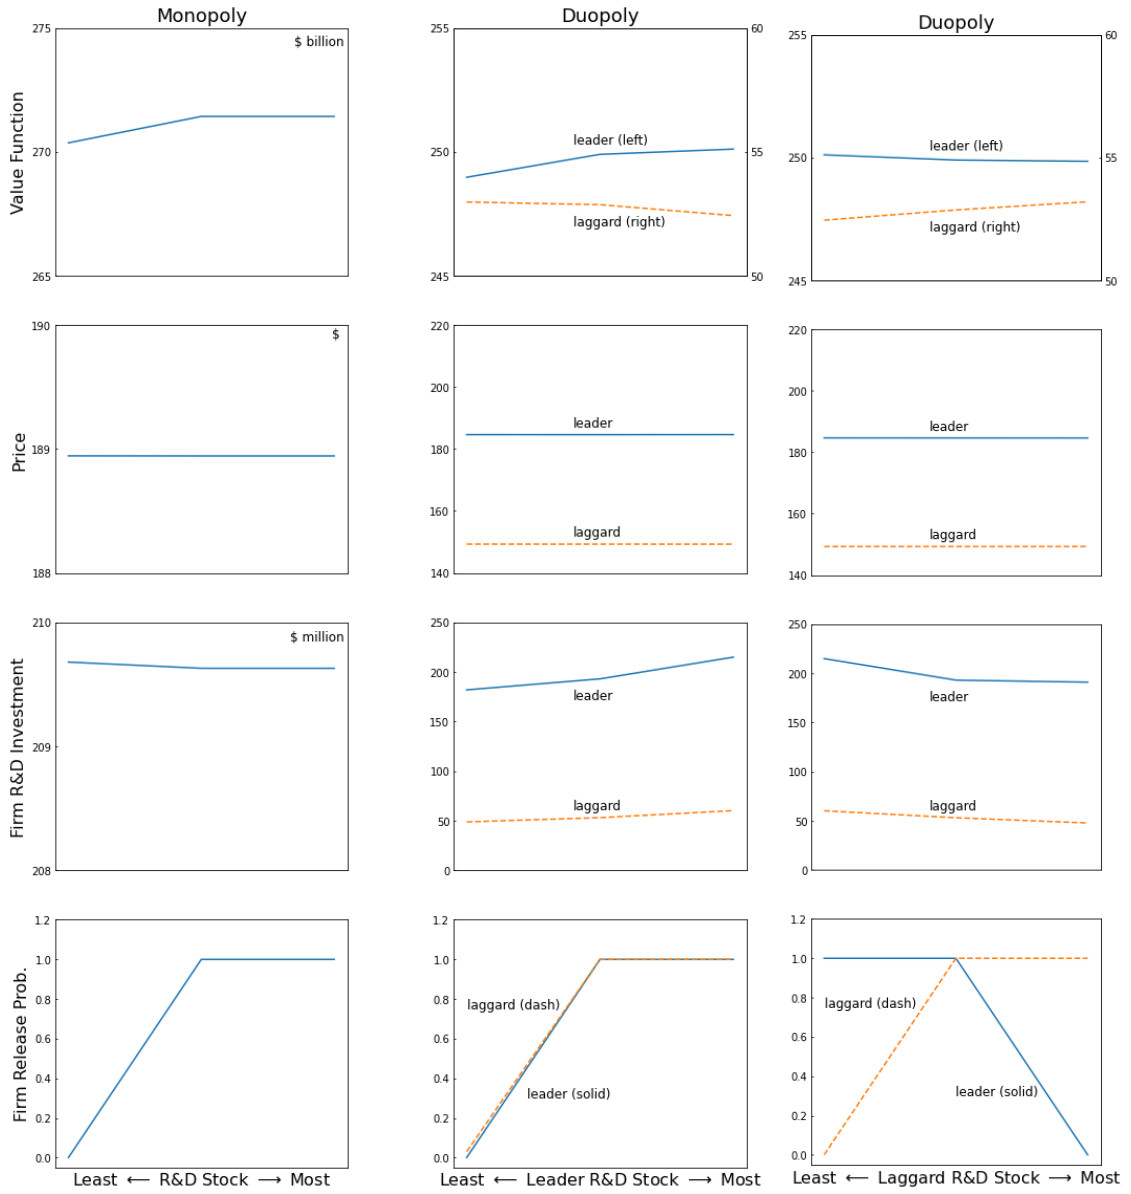 Monopoly
Duopoly
Duopoly
Value Function
275
270
265
$ billion
255
250
245
60
55
50
leader (left)
laggard (right)
255
250
245
60
55
50
leader (left)
laggard (right)
Price
190
189
188
$
220
200
180
160
140
leader
laggard
220
200
180
160
140
leader
laggard
Firm R&D Investment
210
209
208
$ million
250
200
150
100
50
0
leader
laggard
250
200
150
100
50
0
leader
laggard
Firm Release Prob.
1.2
1.0
0.8
0.6
0.4
0.2
0.0
1.2
1.0
0.8
0.6
0.4
0.2
0.0
laggard (dash)
leader (solid)
1.2
1.0
0.8
0.6
0.4
0.2
0.0
laggard (dash)
leader (solid)
Least ⟵ R&D Stock ⟶ Most
Least ⟵ Leader R&D Stock ⟶ Most
Least ⟵ Laggard R&D Stock ⟶ Most